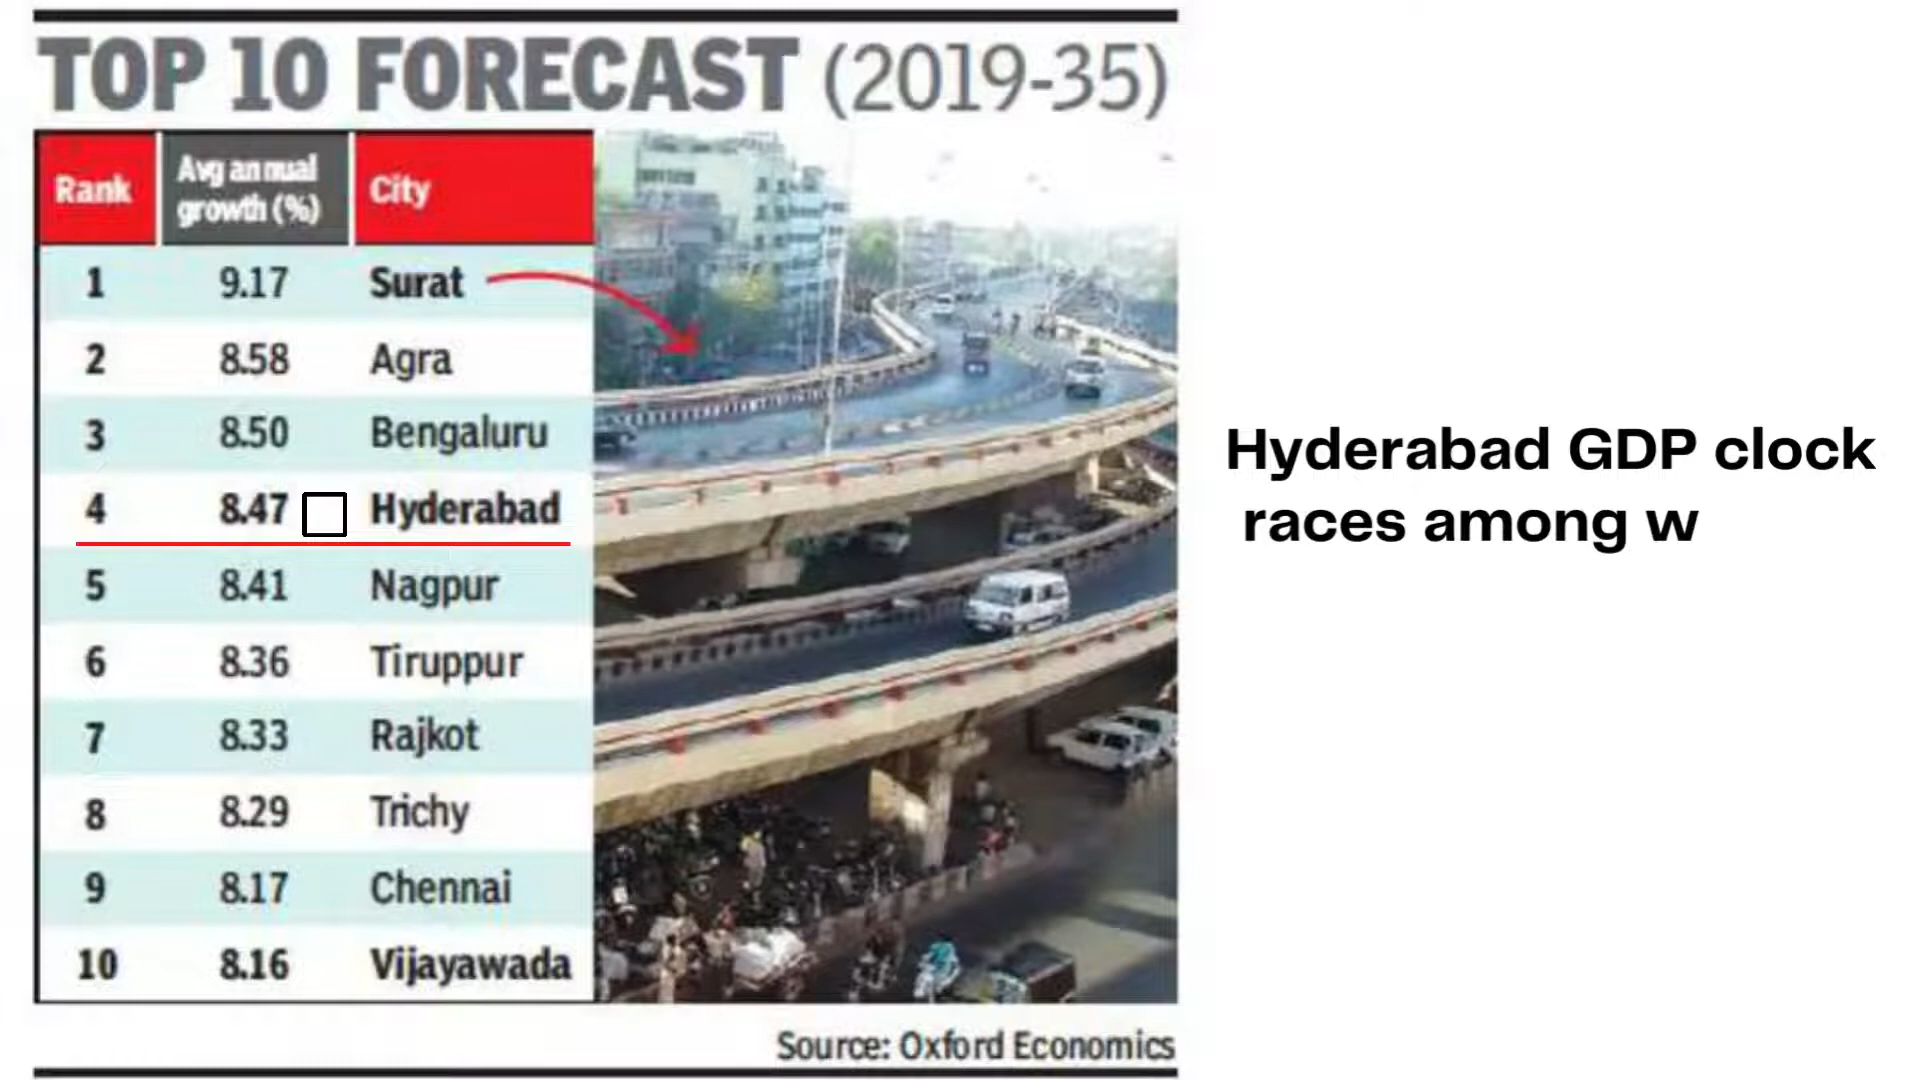 TOP 10 FORECAST (2019-35)
Rank Avg annual growth (%) City
1 9.17 Surat
2 8.58 Agra
3 8.50 Bengaluru
4 8.47 Hyderabad
5 8.41 Nagpur
6 8.36 Tiruppur
7 8.33 Rajkot
8 8.29 Trichy
9 8.17 Chennai
10 8.16 Vijayawada
Source: Oxford Economics
Hyderabad GDP clock
races among w